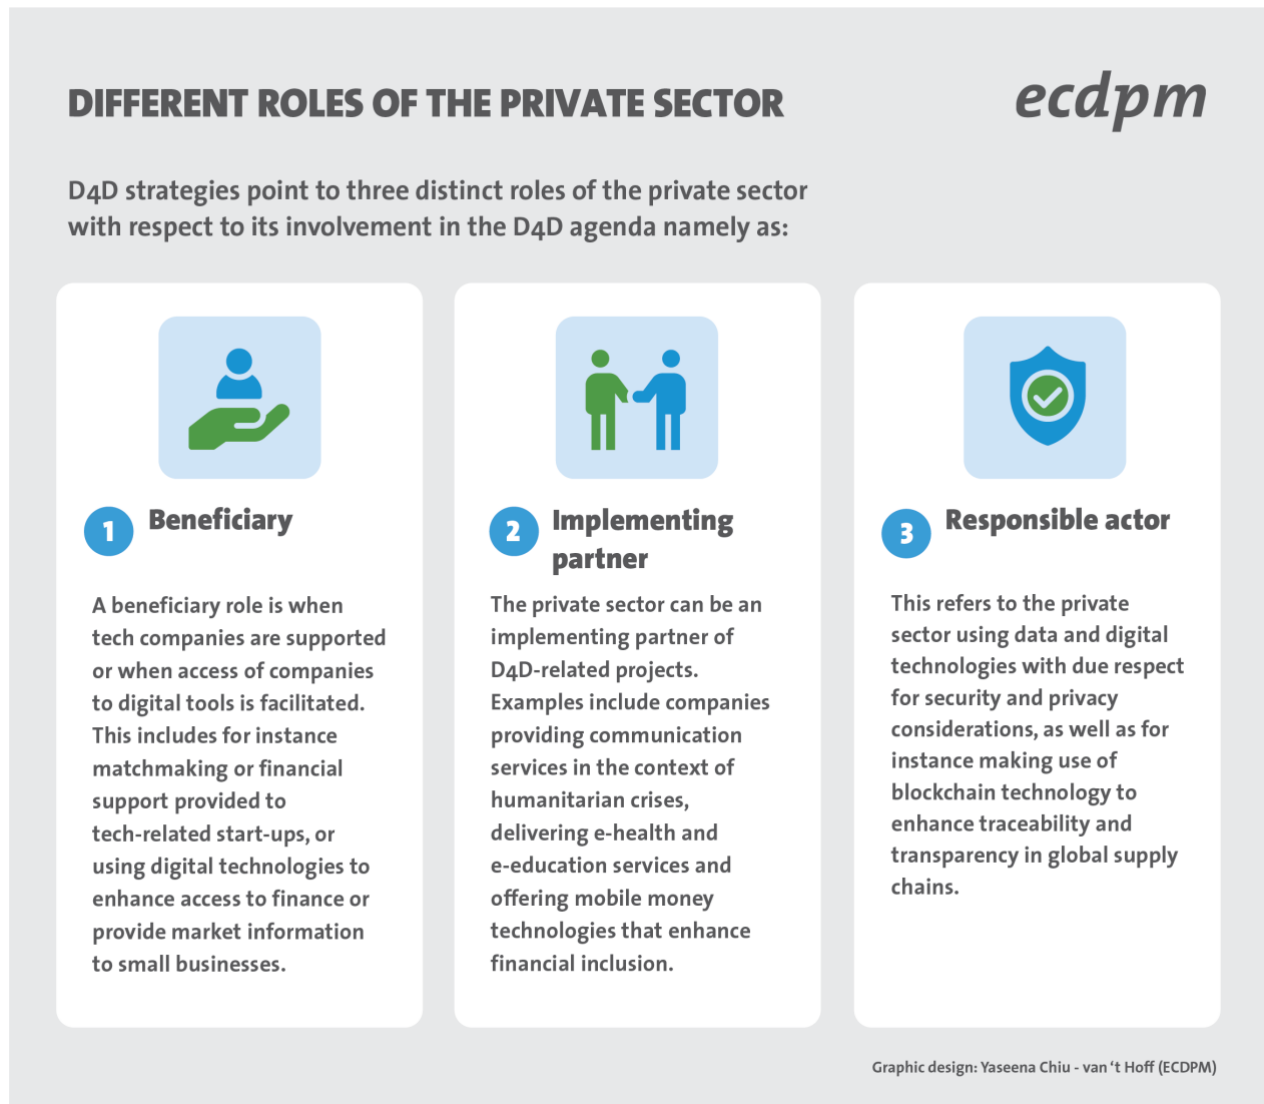 DIFFERENT ROLES OF THE PRIVATE SECTOR
ecdpm
D4D strategies point to three distinct roles of the private sector
with respect to its involvement in the D4D agenda namely as:
1 Beneficiary
A beneficiary role is when
tech companies are supported
or when access of companies
to digital tools is facilitated.
This includes for instance
matchmaking or financial
support provided to
tech-related start-ups, or
using digital technologies to
enhance access to finance or
provide market information
to small businesses.
2 Implementing
partner
The private sector can be an
implementing partner of
D4D-related projects.
Examples include companies
providing communication
services in the context of
humanitarian crises,
delivering e-health and
e-education services and
offering mobile money
technologies that enhance
financial inclusion.
3 Responsible actor
This refers to the private
sector using data and digital
technologies with due respect
for security and privacy
considerations, as well as for
instance making use of
blockchain technology to
enhance traceability and
transparency in global supply
chains.
Graphic design: Yaseena Chiu - van ‘t Hoff (ECDPM)